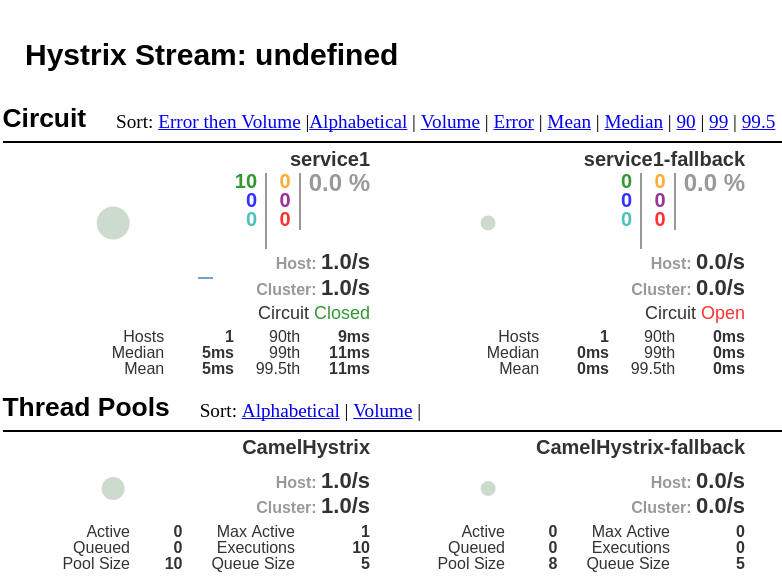 Hystrix Stream: undefined
Circuit Sort: Error then Volume |Alphabetical | Volume | Error | Mean | Median | 90 | 99 | 99.5
service1
10 0 0.0 %
0 0
0 0
Host: 1.0/s
Cluster: 1.0/s
Circuit Closed
Hosts 1 90th 9ms
Median 5ms 99th 11ms
Mean 5ms 99.5th 11ms
service1-fallback
0 0 0.0 %
0 0
0 0
Host: 0.0/s
Cluster: 0.0/s
Circuit Open
Hosts 1 90th 0ms
Median 0ms 99th 0ms
Mean 0ms 99.5th 0ms
Thread Pools Sort: Alphabetical | Volume |
CamelHystrix
Host: 1.0/s
Cluster: 1.0/s
Active 0 Max Active 1
Queued 0 Executions 10
Pool Size 10 Queue Size 5
CamelHystrix-fallback
Host: 0.0/s
Cluster: 0.0/s
Active 0 Max Active 0
Queued 0 Executions 0
Pool Size 8 Queue Size 5